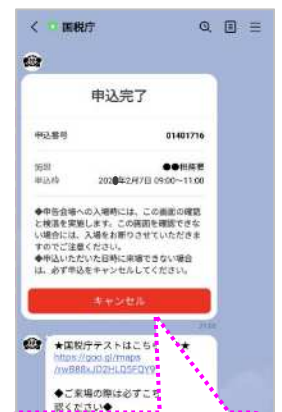 国税庁
申込完了
申込番号 01401716
●●税務署
申込枠 202●年2月7日 09:00~11:00
◆申告会場への入場時には、この画面の確認
と検温を実施します。この画面を確認できな
い場合には、入場をお断りさせていただきま
すのでご注意ください。
◆申込いただいた日時に来場できない場合
は、必ず申込をキャンセルしてください。
キャンセル
★国税庁テストはこちら★
https://goo.gl/maps
◆ご来場の際は必ずこち
認ください◆